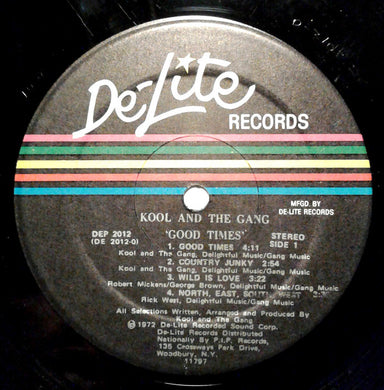 De-Lite
RECORDS
MFGD. BY
DE-LITE RECORDS
KOOL AND THE GANG
DEP 2012
(DE 2012-0)
'GOOD TIMES'
STEREO
SIDE 1
1. GOOD TIMES 4:11
Kool and The Gang, Delightful Music/Gang Music
2. COUNTRY JUNKY 2:54
Kool and The Gang, Delightful Music/Gang Music
3. WILD IS LOVE 3:22
Robert Mickens/George Brown, Delightful Music/Gang Music
4. NORTH, EAST, SOUTH, WEST
Rick West, Delightful Music/Gang Music
All Selections Written, Arranged and Produced By
Kool and The Gang
Ⓟ 1972 De-Lite Recorded Sound Corp.
De-Lite Records Distributed
Nationally By P.I.P. Records,
135 Crossways Park Drive,
Woodbury, N.Y.
11797